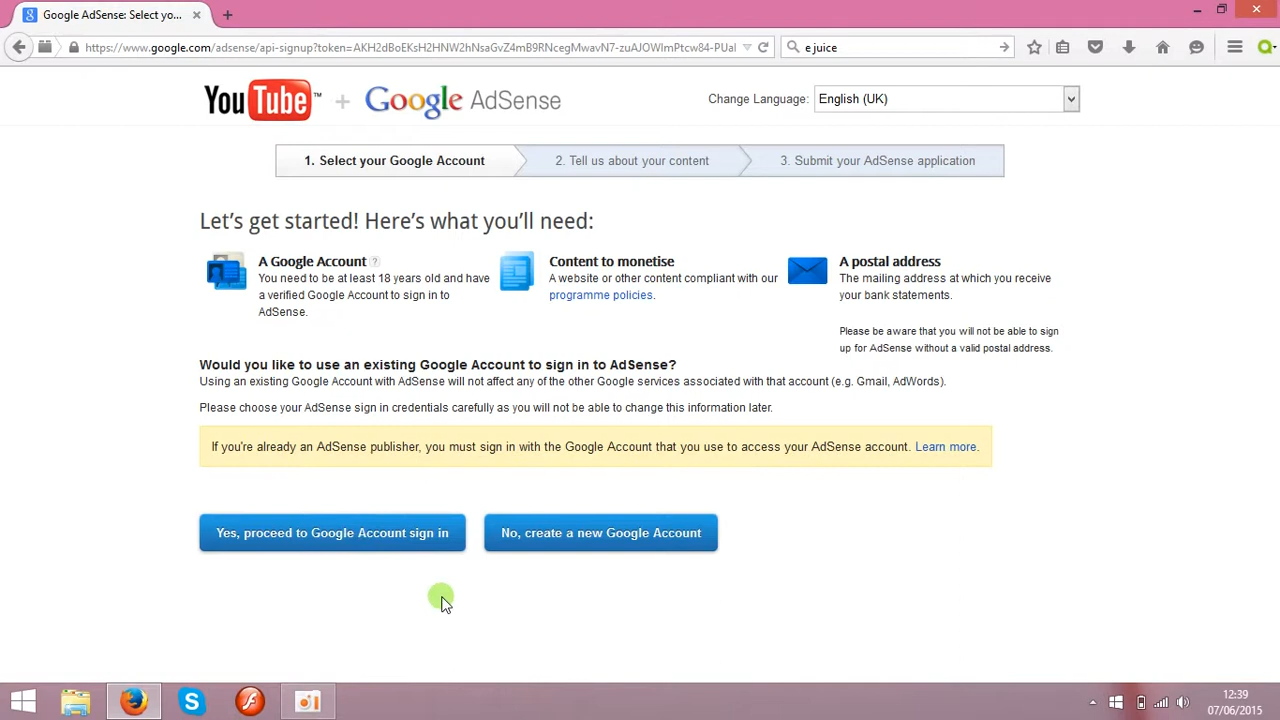 Google AdSense: Select yo...
https://www.google.com/adsense/api-signup?token=AKH2dBoEKsH2HNW2hNsaGvZ4mB9RNcegMwavN7-zuAJOWlmPtcw84-PUal
e juice
YouTube™ + Google AdSense
Change Language: English (UK)
1. Select your Google Account
2. Tell us about your content
3. Submit your AdSense application
Let's get started! Here's what you'll need:
A Google Account ?
You need to be at least 18 years old and have
a verified Google Account to sign in to
AdSense.
Content to monetise
A website or other content compliant with our
programme policies.
A postal address
The mailing address at which you receive
your bank statements.
Please be aware that you will not be able to sign
up for AdSense without a valid postal address.
Would you like to use an existing Google Account to sign in to AdSense?
Using an existing Google Account with AdSense will not affect any of the other Google services associated with that account (e.g. Gmail, AdWords).
Please choose your AdSense sign in credentials carefully as you will not be able to change this information later.
If you're already an AdSense publisher, you must sign in with the Google Account that you use to access your AdSense account. Learn more.
Yes, proceed to Google Account sign in
No, create a new Google Account
12:39
07/06/2015